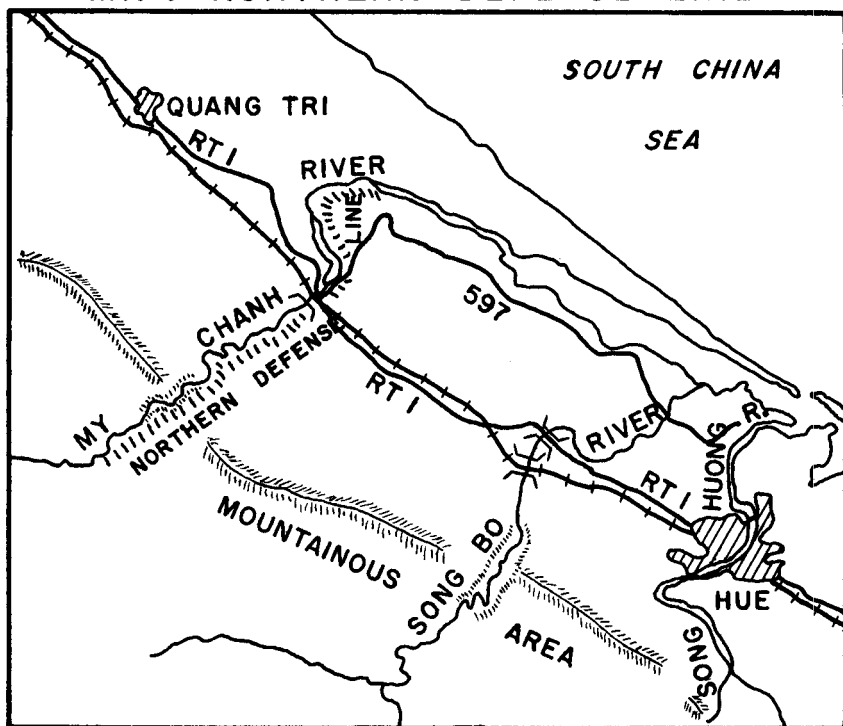 SOUTH CHINA
SEA
QUANG TRI
RT 1
RIVER
LINE
597
CHANH
DEFENSE
RT 1
MY
NORTHERN
RIVER
HUONG
R.
RT 1
MOUNTAINOUS
SONG BO
HUE
AREA
SONG